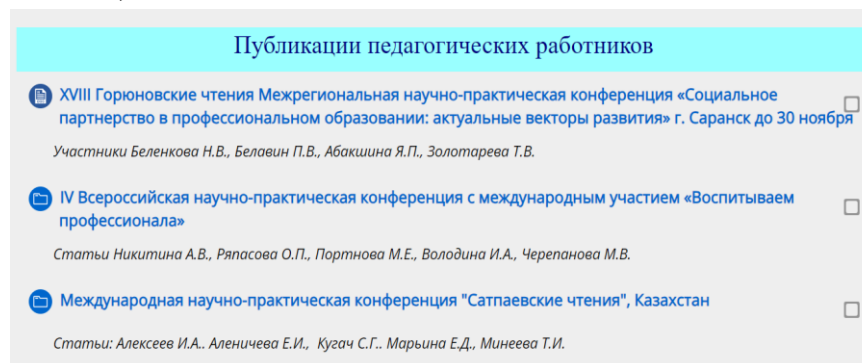 Публикации педагогических работников
XVIII Горюновские чтения Межрегиональная научно-практическая конференция «Социальное
партнерство в профессиональном образовании: актуальные векторы развития» г. Саранск до 30 ноября
Участники Беленкова Н.В., Белавин П.В., Абакшина Я.П., Золотарева Т.В.
IV Всероссийская научно-практическая конференция с международным участием «Воспитываем
профессионала»
Статьи Никитина А.В., Ряпасова О.П., Портнова М.Е., Володина И.А., Черепанова М.В.
Международная научно-практическая конференция "Сатпаевские чтения", Казахстан
Статьи: Алексеев И.А.. Аленичева Е.И., Кугач С.Г.. Марьина Е.Д., Минеева Т.И.